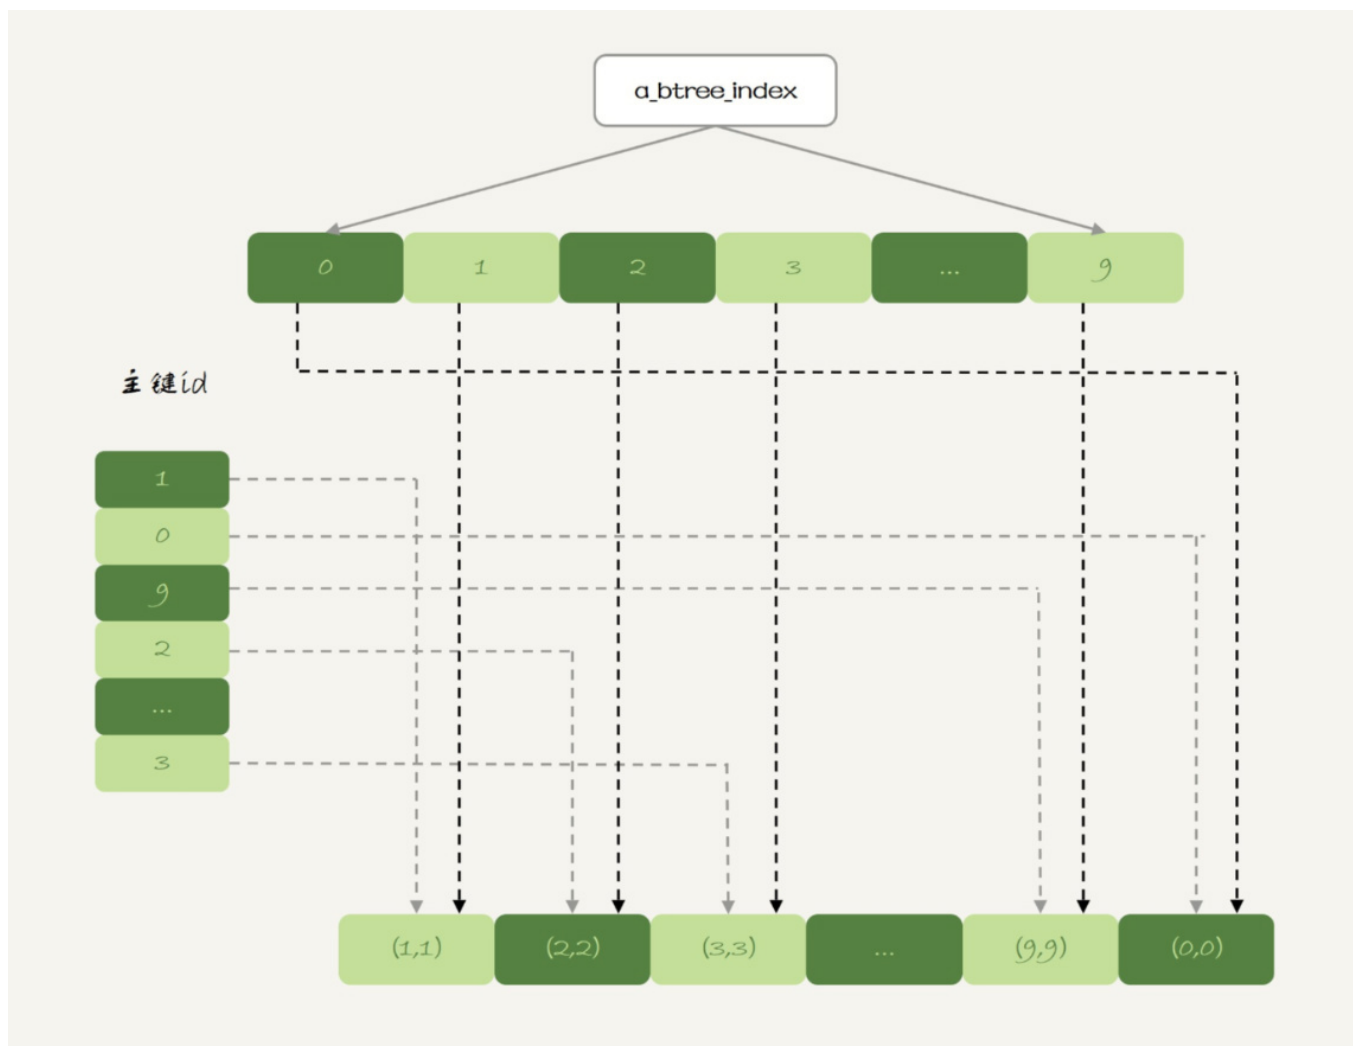 a_btree_index
0 1 2 3 ... 9
主键id
1
0
9
2
...
3
(1,1) (2,2) (3,3) ... (9,9) (0,0)